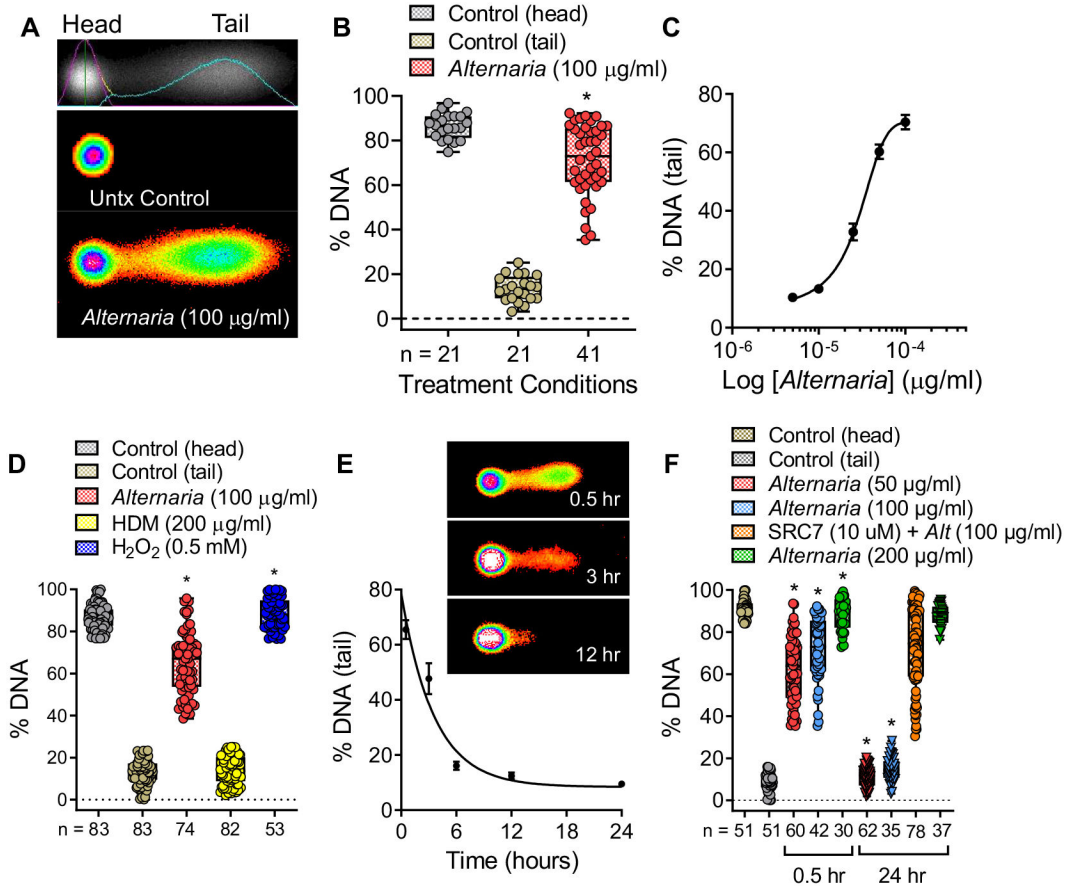 A
Head
Tail
Untx Control
Alternaria (100 µg/ml)
B
Control (head)
Control (tail)
Alternaria (100 µg/ml)
*
100
80
60
40
20
0
% DNA
n = 21
21
41
Treatment Conditions
C
80
60
40
20
0
% DNA (tail)
10-6
10-5
10-4
Log [Alternaria] (µg/ml)
D
Control (head)
Control (tail)
Alternaria (100 µg/ml)
HDM (200 µg/ml)
H2O2 (0.5 mM)
*
*
100
80
60
40
20
0
% DNA
n = 83
83
74
82
53
E
0.5 hr
3 hr
12 hr
80
60
40
20
0
% DNA (tail)
0
6
12
18
24
Time (hours)
F
Control (head)
Control (tail)
Alternaria (50 µg/ml)
Alternaria (100 µg/ml)
SRC7 (10 uM) + Alt (100 µg/ml)
Alternaria (200 µg/ml)
*
*
*
*
*
100
80
60
40
20
0
% DNA
n =
51
51
60
42
30
62
35
78
37
0.5 hr
24 hr